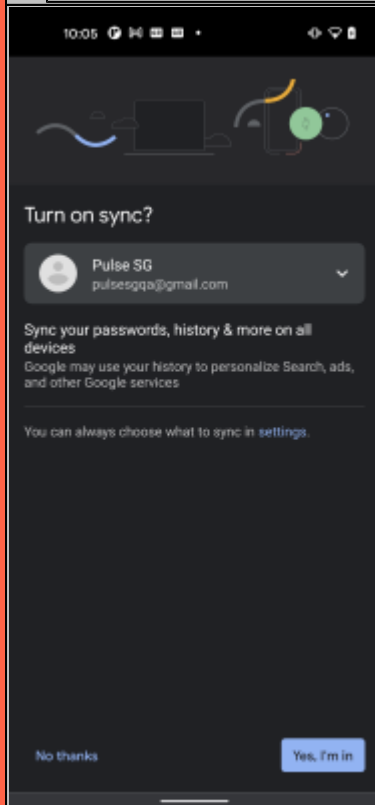 10:05
Turn on sync?
Pulse SG
pulsesgqa@gmail.com
Sync your passwords, history & more on all
devices
Google may use your history to personalize Search, ads,
and other Google services
You can always choose what to sync in settings.
No thanks
Yes, I'm in